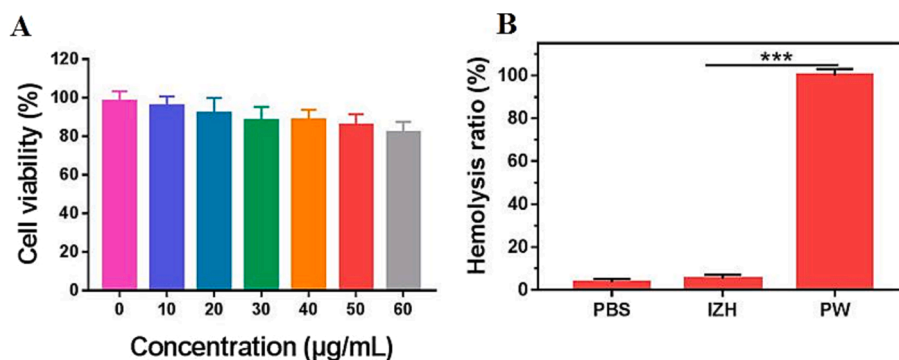 A
Cell viability (%)
120
100
80
60
40
20
0
0 10 20 30 40 50 60
Concentration (µg/mL)
B
Hemolysis ratio (%)
100
80
60
40
20
0
***
PBS IZH PW